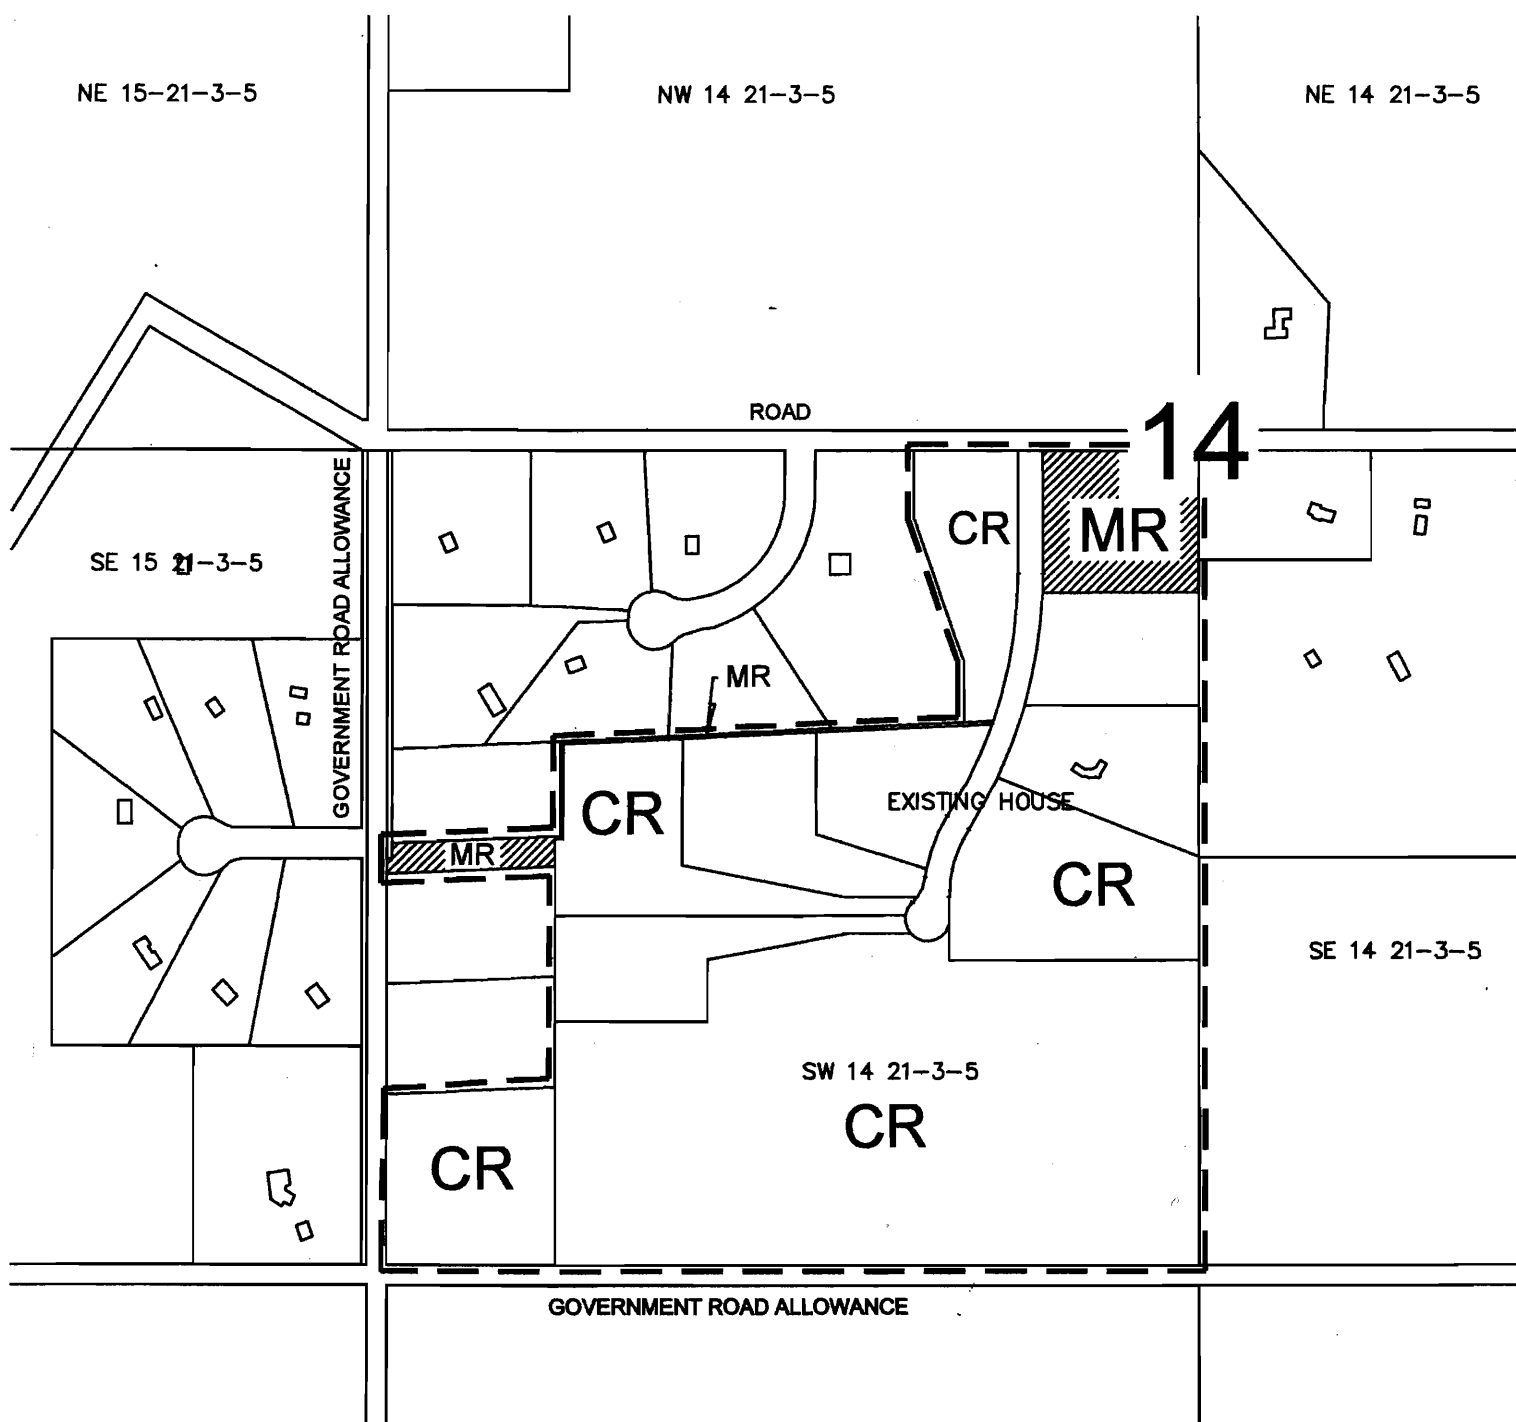 NE 15-21-3-5
NW 14 21-3-5
NE 14 21-3-5
ROAD
14
GOVERNMENT ROAD ALLOWANCE
CR
MR
SE 15 21-3-5
MR
EXISTING HOUSE
CR
MR
CR
SE 14 21-3-5
SW 14 21-3-5
CR
CR
GOVERNMENT ROAD ALLOWANCE